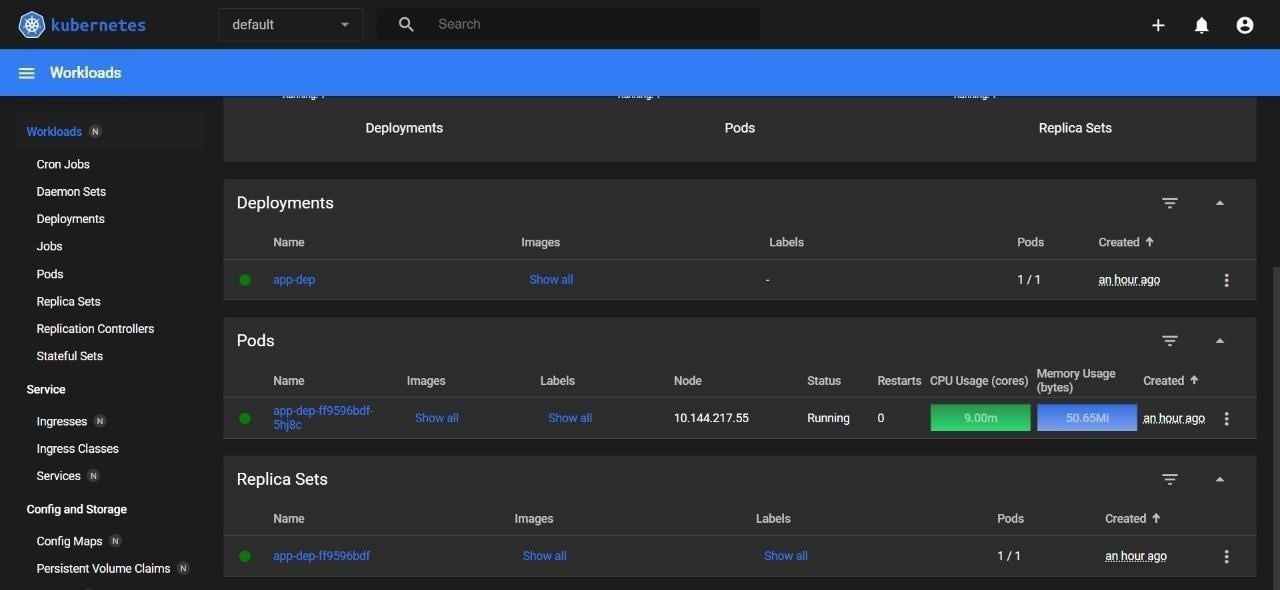 kubernetes
default
Search
Workloads
Workloads N
Cron Jobs
Daemon Sets
Deployments
Jobs
Pods
Replica Sets
Replication Controllers
Stateful Sets
Service
Ingresses N
Ingress Classes
Services N
Config and Storage
Config Maps N
Persistent Volume Claims N
Deployments Pods Replica Sets
Deployments
Name Images Labels Pods Created
app-dep Show all - 1 / 1 an hour ago
Pods
Name Images Labels Node Status Restarts CPU Usage (cores) Memory Usage
(bytes) Created
app-dep-ff9596bdf-
5hj8c Show all Show all 10.144.217.55 Running 0 9.00m 50.65Mi an hour ago
Replica Sets
Name Images Labels Pods Created
app-dep-ff9596bdf Show all Show all 1 / 1 an hour ago